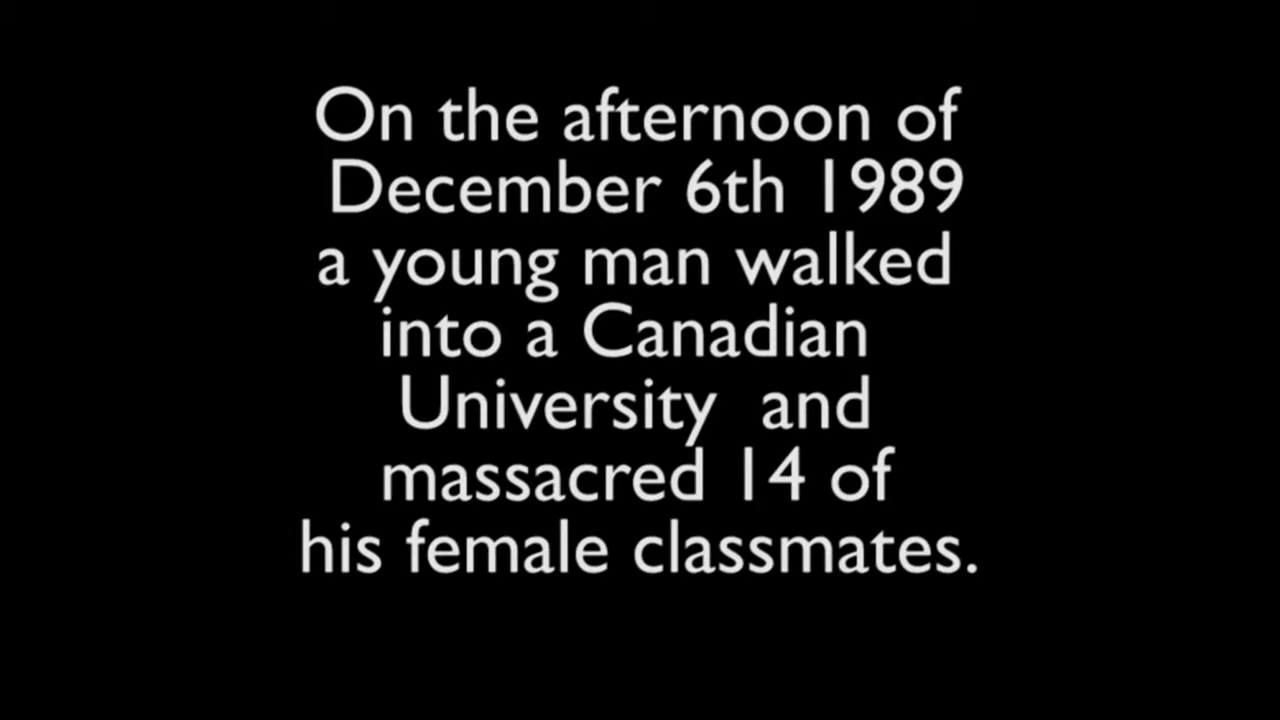 On the afternoon of
December 6th 1989
a young man walked
into a Canadian
University and
massacred 14 of
his female classmates.